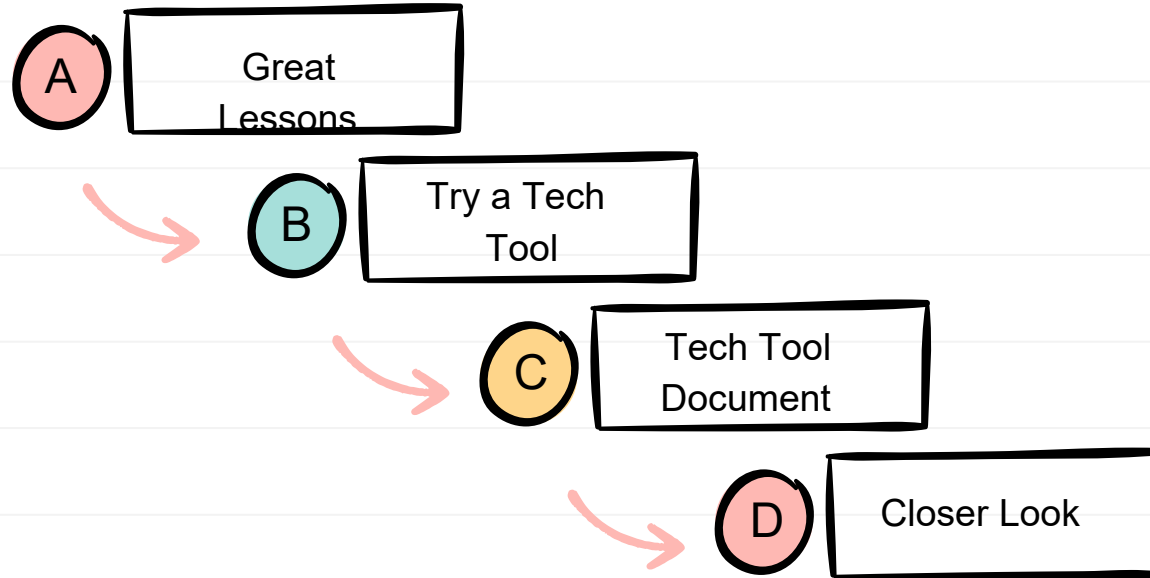 A
Great
Lessons
B
Try a Tech
Tool
C
Tech Tool
Document
D
Closer Look